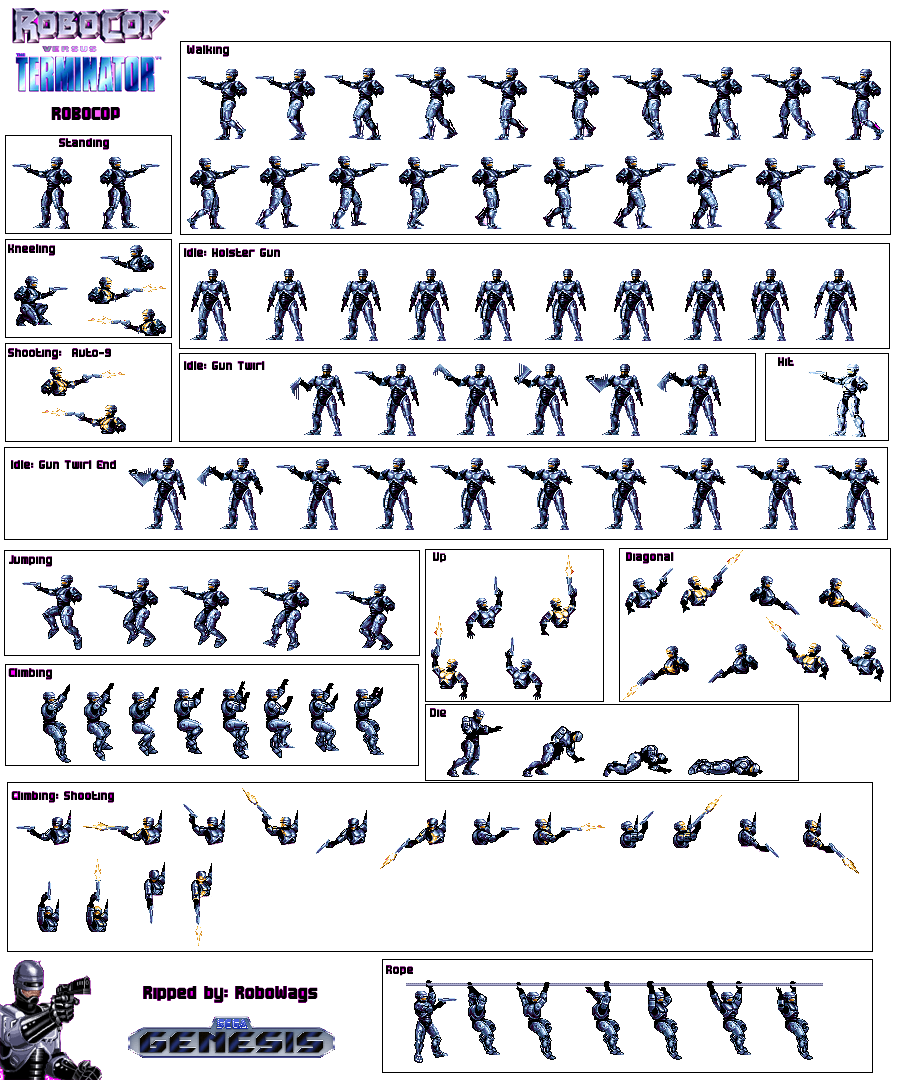 ROBOCOP
VERSUS
THE
TERMINATOR
ROBOCOP
Walking
Standing
Kneeling
Idle: Holster Gun
Shooting: Auto-9
Idle: Gun Twirl
Hit
Idle: Gun Twirl End
Jumping
Up
Diagonal
Climbing
Die
Climbing: Shooting
Rope
Ripped by: RoboWags
SEGA
GENESIS